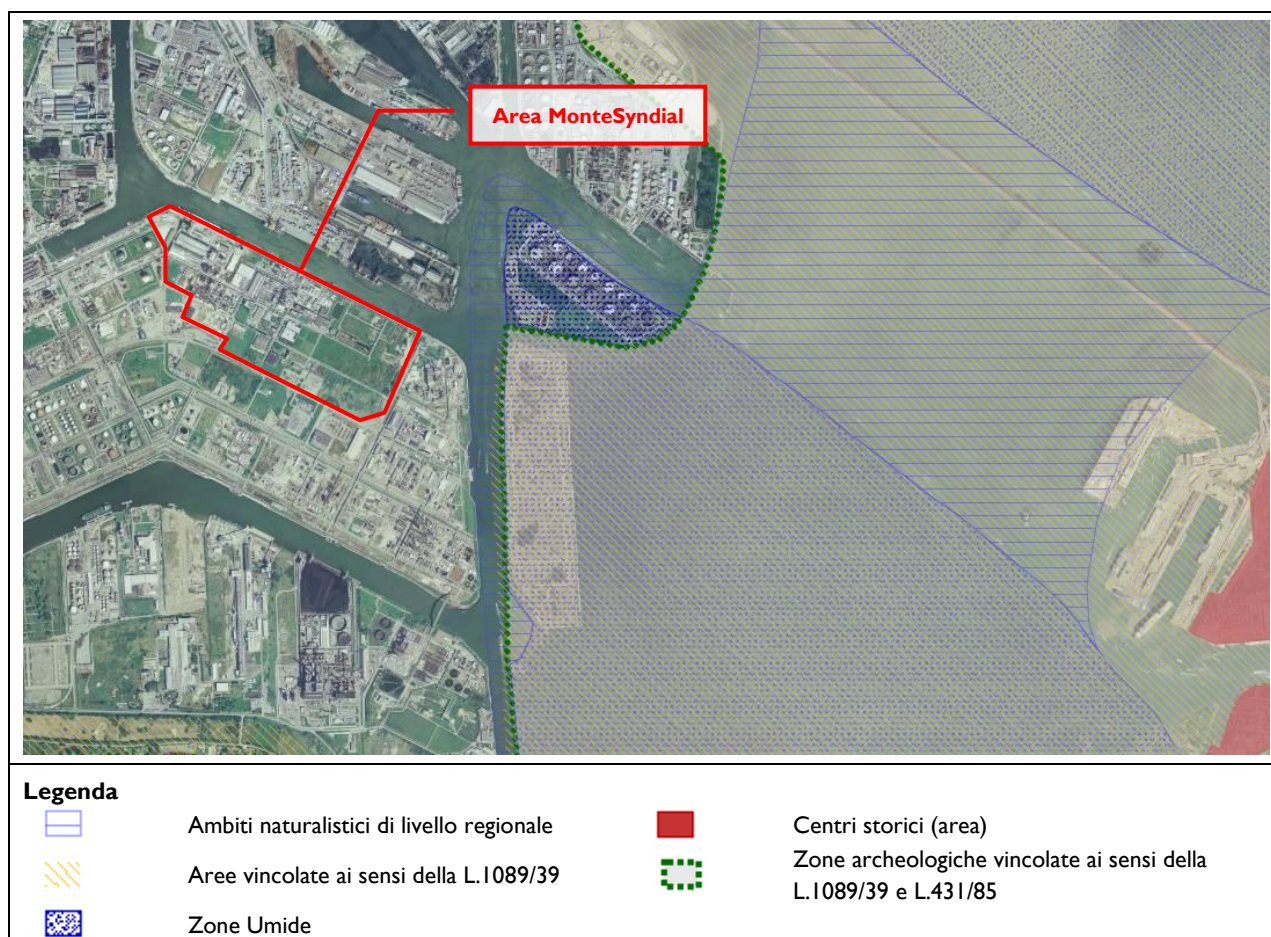 Area MonteSyndial
Legenda
Ambiti naturalistici di livello regionale
Aree vincolate ai sensi della L.1089/39
Zone Umide
Centri storici (area)
Zone archeologiche vincolate ai sensi della
L.1089/39 e L.431/85